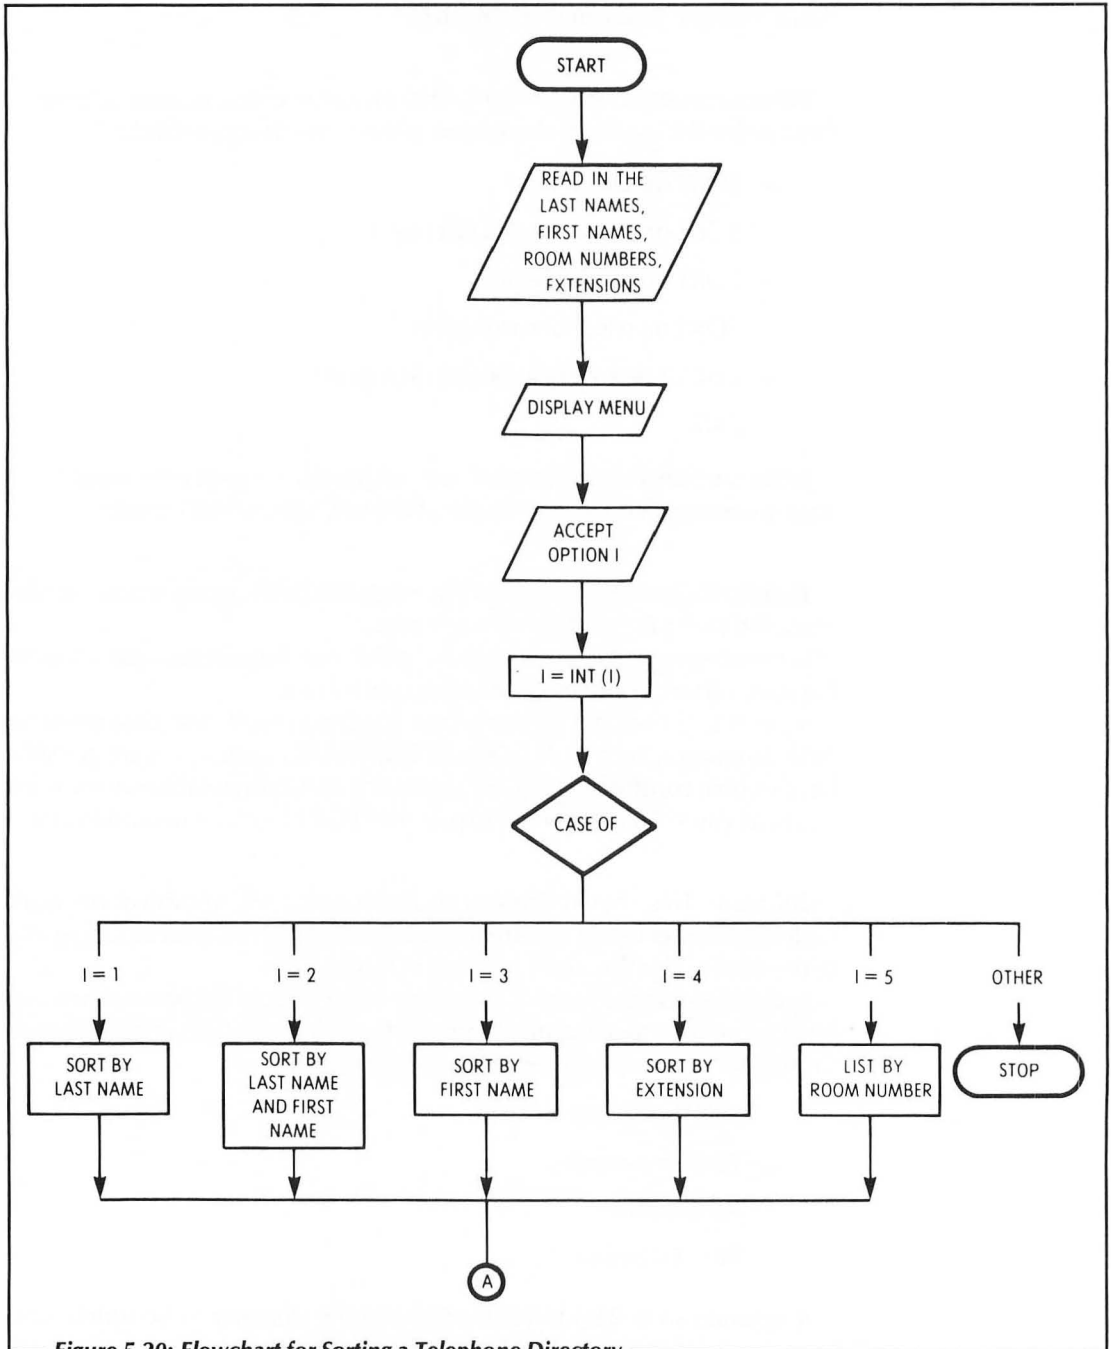 START
READ IN THE
LAST NAMES,
FIRST NAMES,
ROOM NUMBERS,
FXTENSIONS
DISPLAY MENU
ACCEPT
OPTION I
I = INT (I)
CASE OF
I = 1
I = 2
I = 3
I = 4
I = 5
OTHER
SORT BY
LAST NAME
SORT BY
LAST NAME
AND FIRST
NAME
SORT BY
FIRST NAME
SORT BY
EXTENSION
LIST BY
ROOM NUMBER
STOP
A
Figure 5.20: Flowchart for Sorting a Telephone Directory